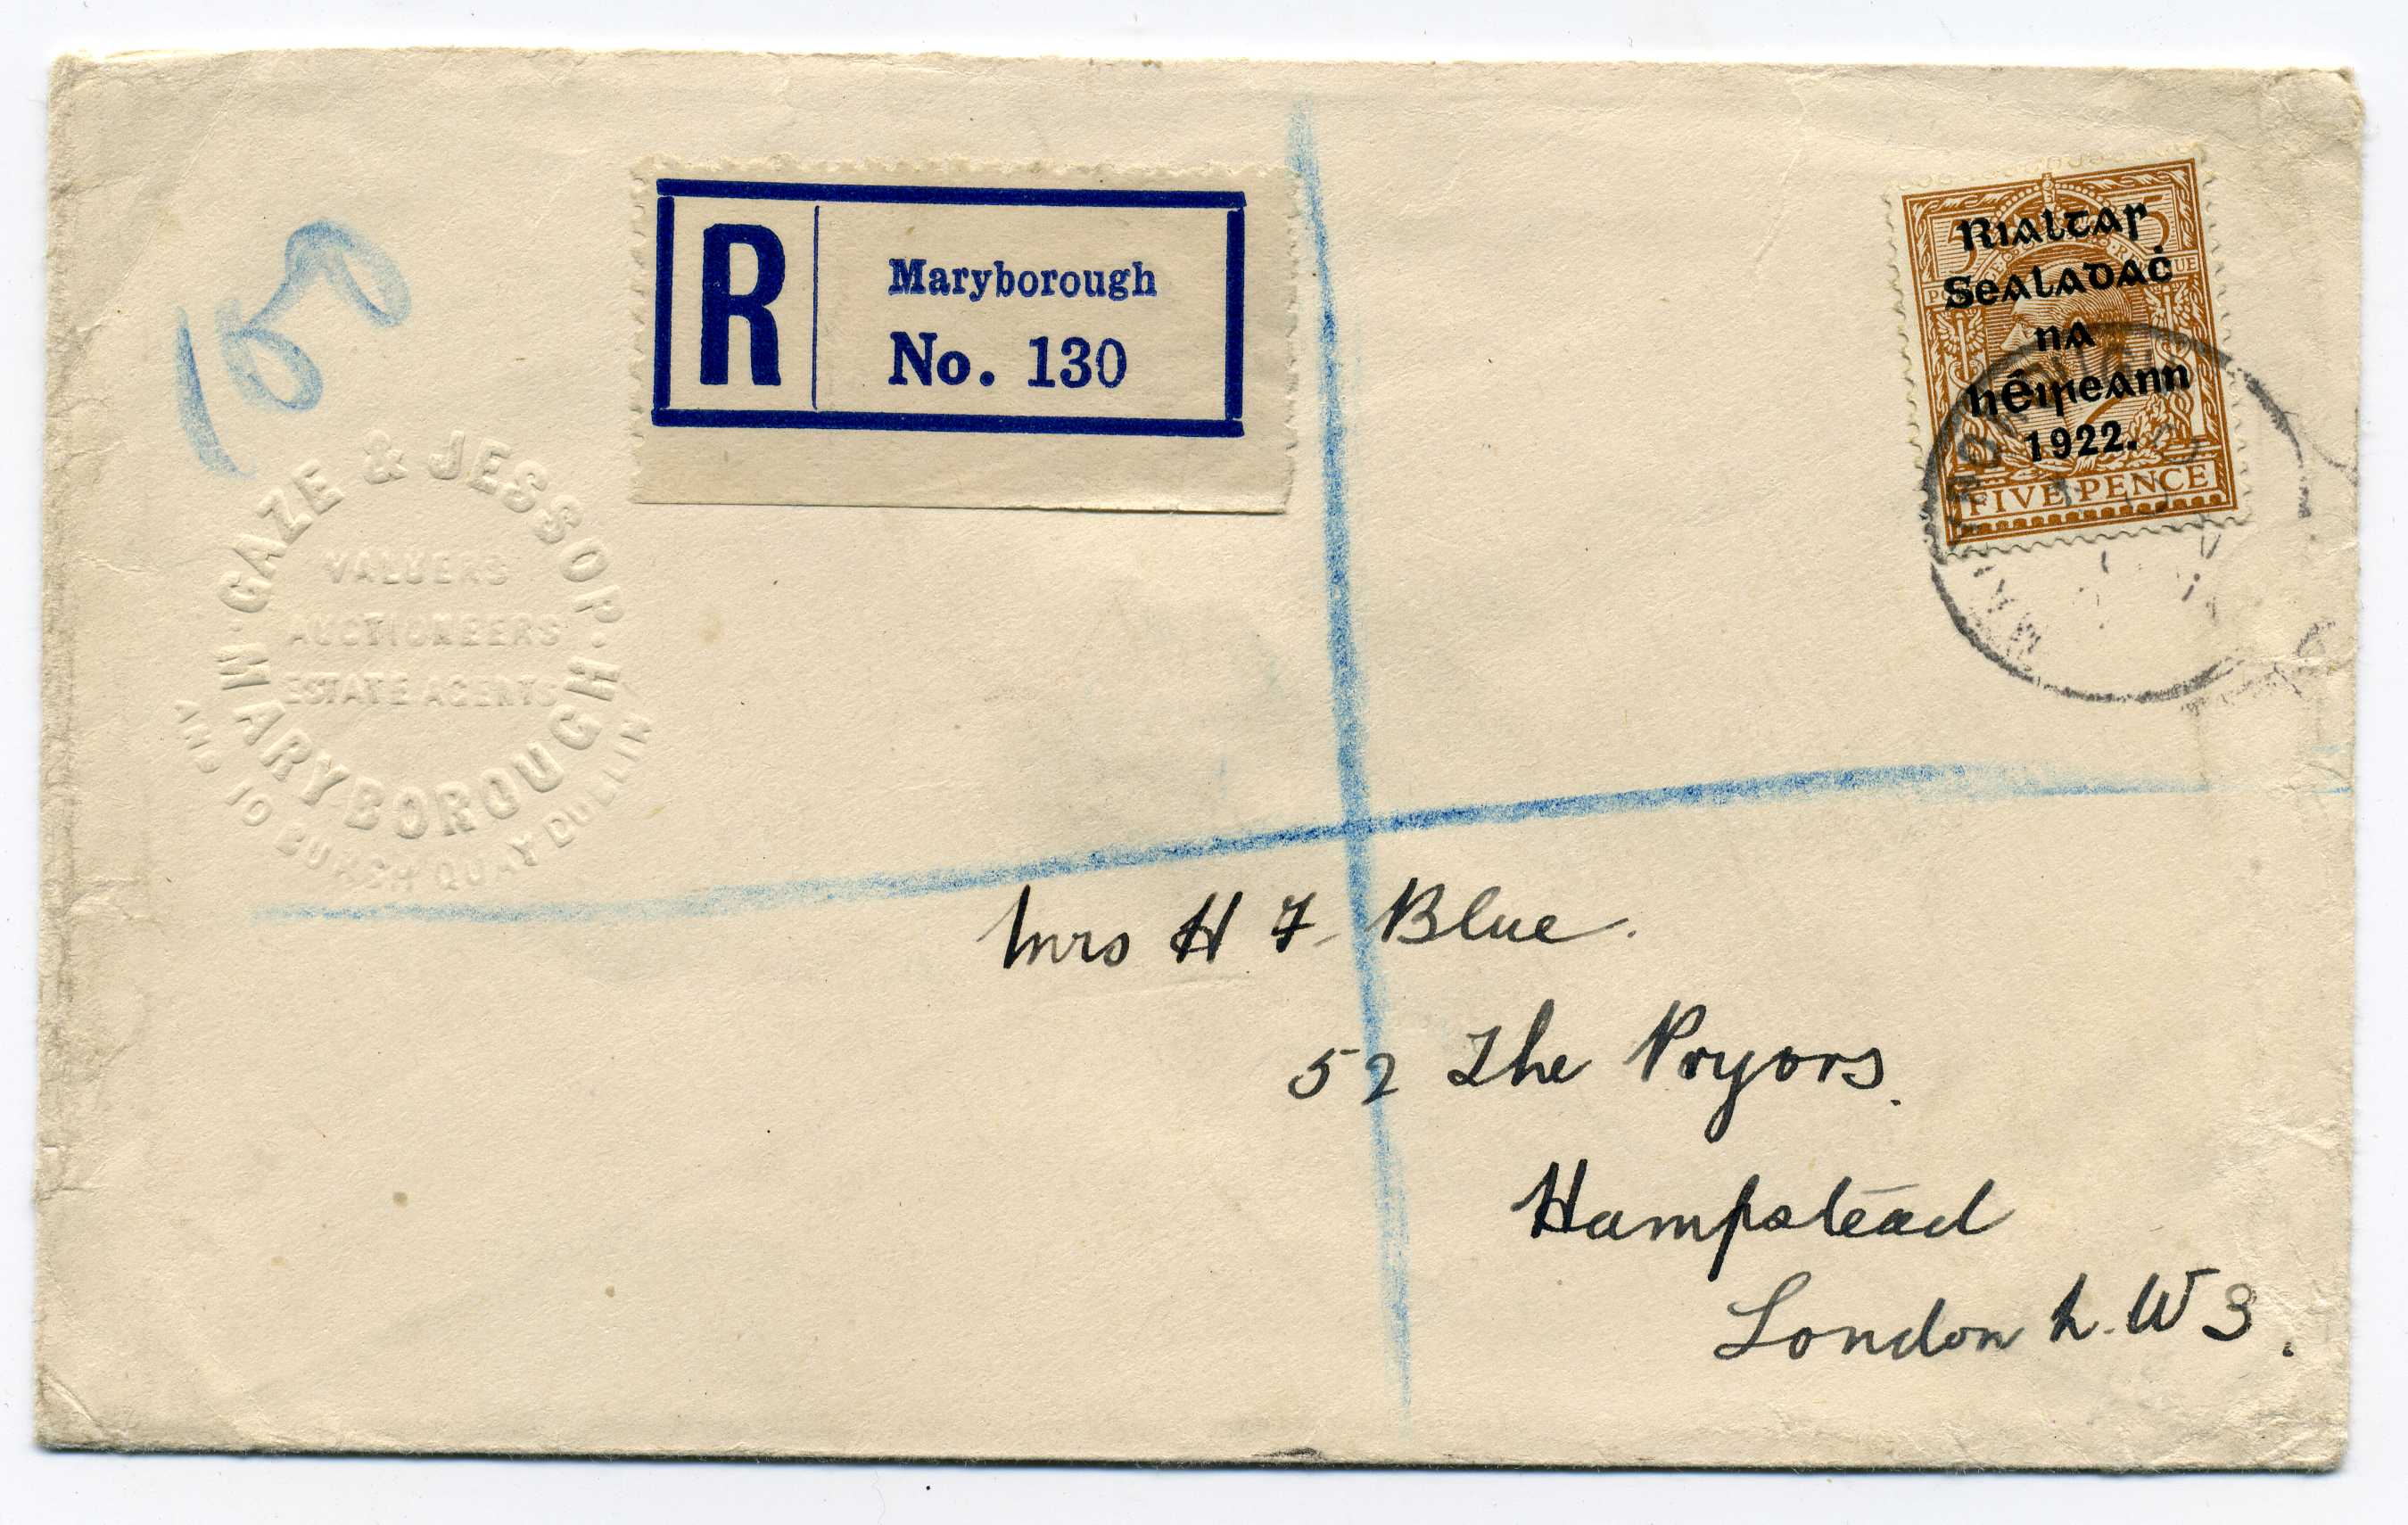 R
Maryborough
No. 130
Rialtas
Sealadaċ
na
hÉireann
1922.
FIVE PENCE
GAZE & JESSOP.
VALUERS
AUCTIONEERS
ESTATE AGENTS
MARYBOROUGH
AND 10 BURGH QUAY DUBLIN
Mrs H F Blue.
52 The Pryors.
Hampstead
London N.W 3.